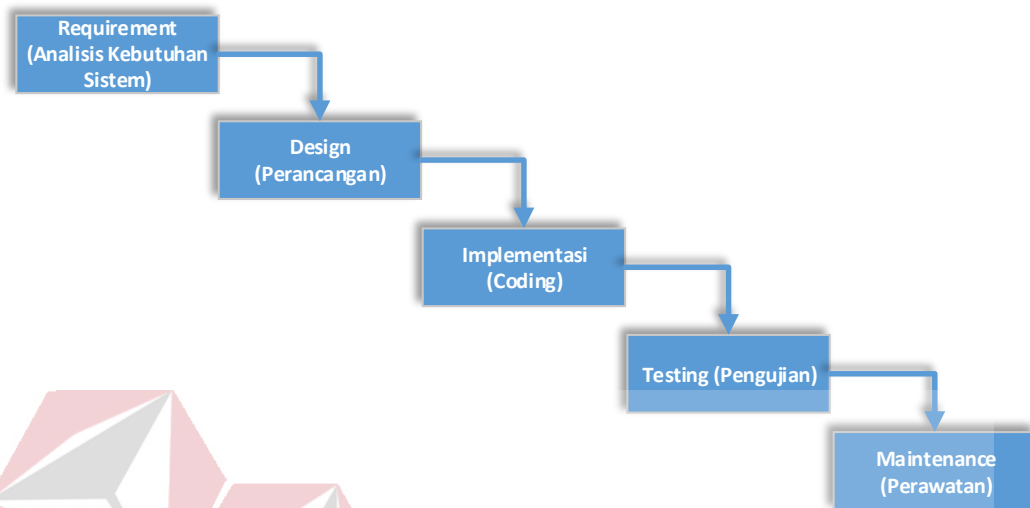 Requirement
(Analisis Kebutuhan
Sistem)
Design
(Perancangan)
Implementasi
(Coding)
Testing (Pengujian)
Maintenance
(Perawatan)